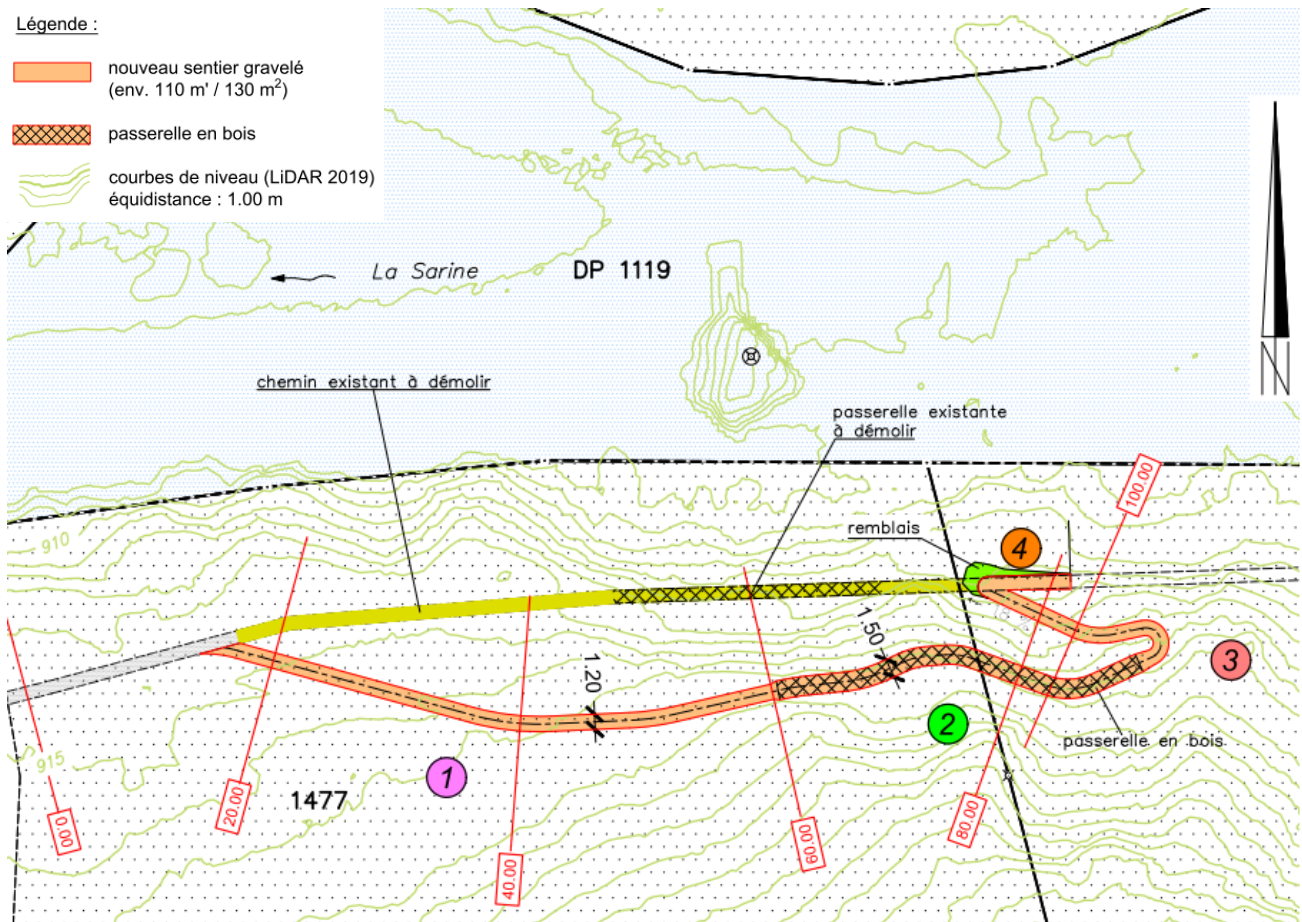 Légende :
nouveau sentier gravelé
(env. 110 m' / 130 m²)
passerelle en bois
courbes de niveau (LiDAR 2019)
équidistance : 1.00 m
La Sarine
DP 1119
N
chemin existant à démolir
passerelle existante
à démolir
100.00
910
remblais
4
1.50
1.20
3
2
passerelle en bois
915
1
1477
0.00
20.00
40.00
60.00
80.00